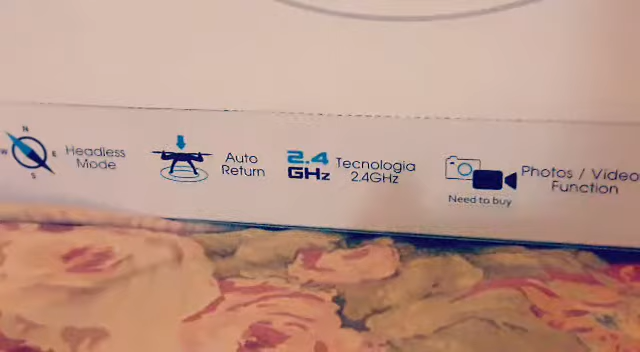 N
W
E
S
Headless
Mode
Auto
Return
2.4
GHz
Tecnologia
2.4GHz
Need to buy
Photos / Video
Function